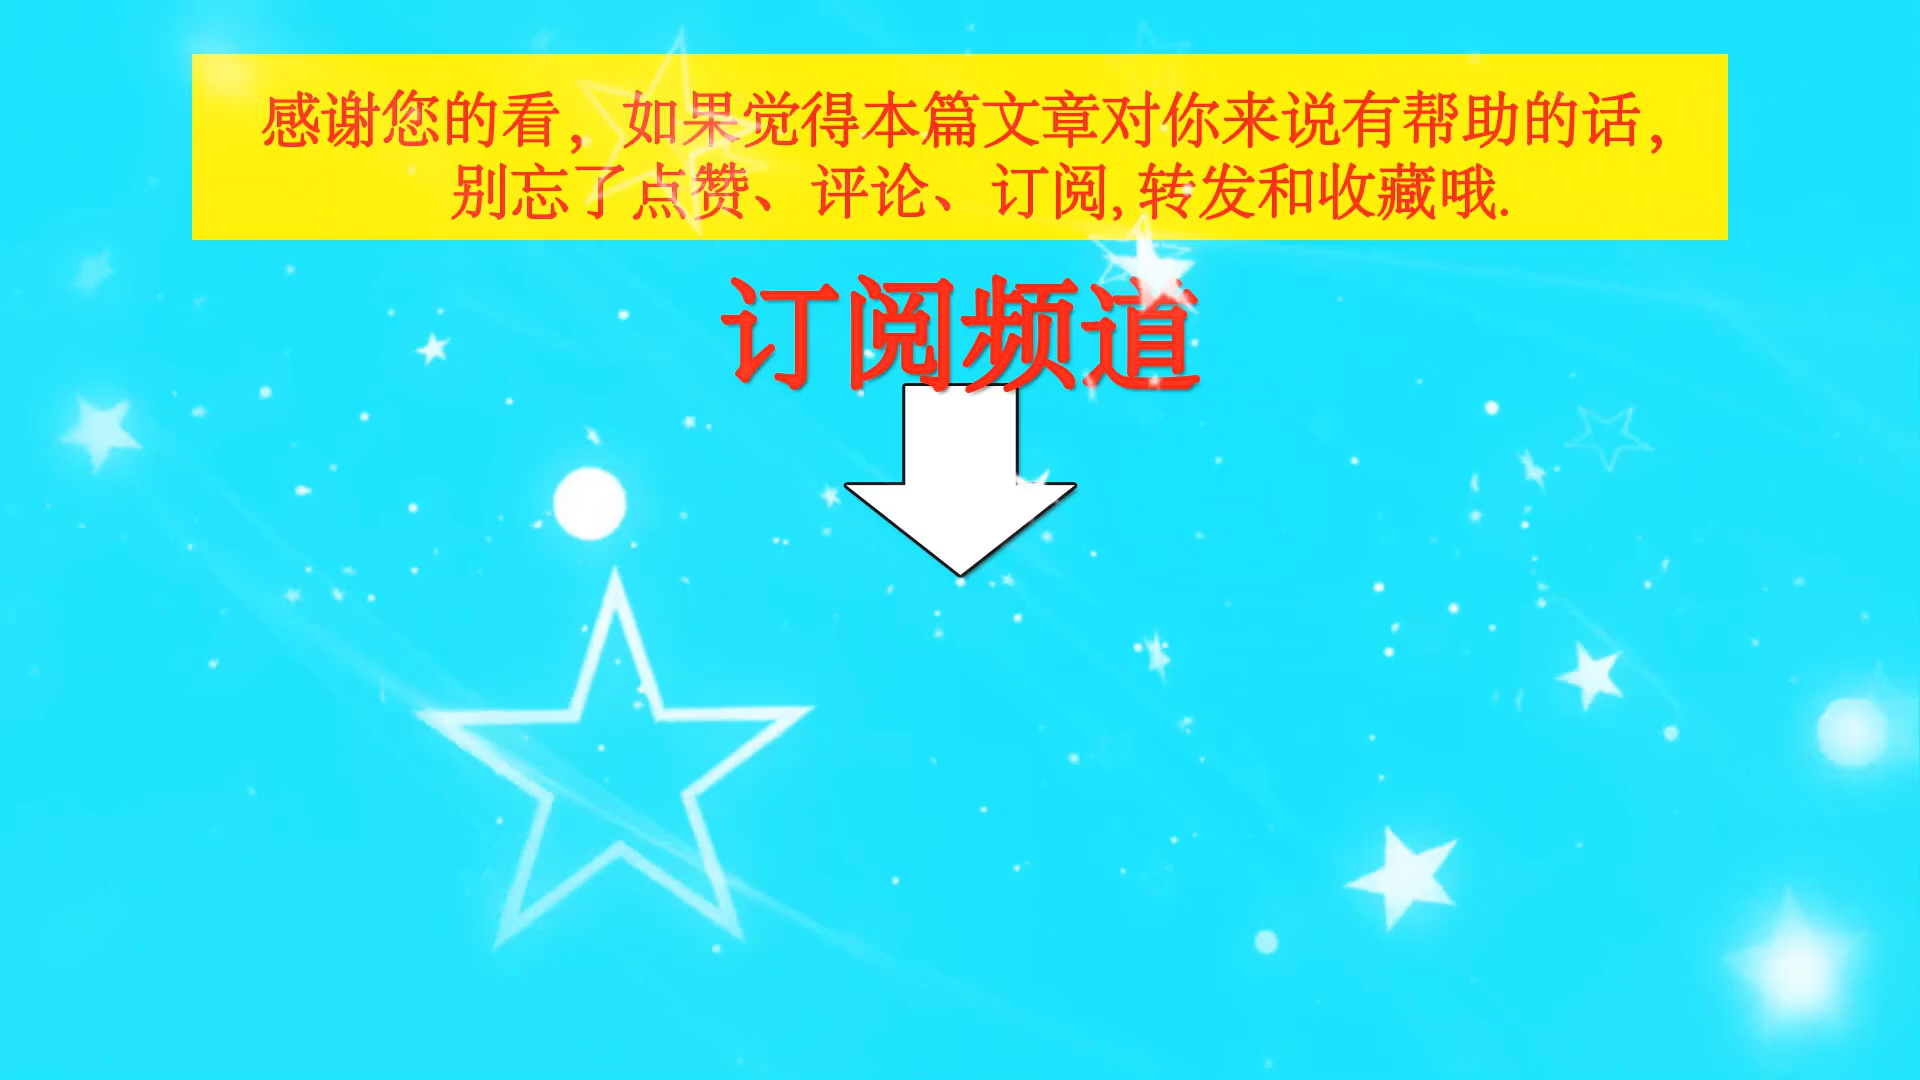 感谢您的看，如果觉得本篇文章对你来说有帮助的话，
别忘了点赞、评论、订阅,转发和收藏哦.
订阅频道